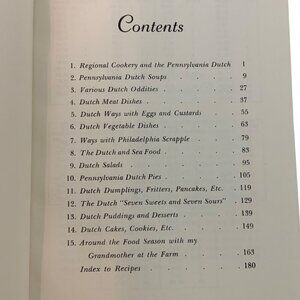 Contents
1. Regional Cookery and the Pennsylvania Dutch 1
2. Pennsylvania Dutch Soups . . . . 9
3. Various Dutch Oddities . . . . 27
4. Dutch Meat Dishes . . . . . 37
5. Dutch Ways with Eggs and Custards . . 55
6. Dutch Vegetable Dishes . . . . 63
7. Ways with Philadelphia Scrapple . . . 79
8. The Dutch and Sea Food . . . . 83
9. Dutch Salads . . . . . . 95
10. Pennsylvania Dutch Pies . . . . 105
11. Dutch Dumplings, Fritters, Pancakes, Etc. . 119
12. The Dutch "Seven Sweets and Seven Sours" . 129
13. Dutch Puddings and Desserts . . . . 139
14. Dutch Cakes, Cookies, Etc. . . . . 149
15. Around the Food Season with my
Grandmother at the Farm . . . . 163
Index to Recipes . . . . . 180